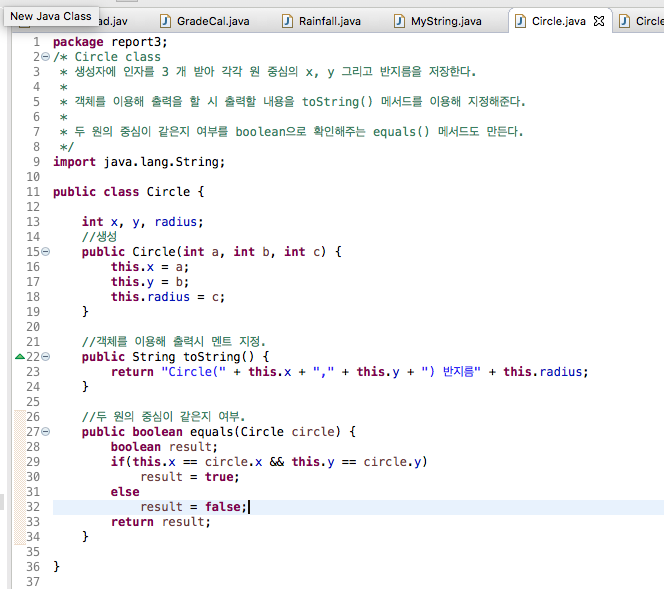 New Java Class
ad.jav
GradeCal.java
Rainfall.java
MyString.java
Circle.java
Circle
1 package report3;
2 /* Circle class
3  * 생성자에 인자를 3 개 받아 각각 원 중심의 x, y 그리고 반지름을 저장한다.
4  *
5  * 객체를 이용해 출력을 할 시 출력할 내용을 toString() 메서드를 이용해 지정해준다.
6  *
7  * 두 원의 중심이 같은지 여부를 boolean으로 확인해주는 equals() 메서드도 만든다.
8  */
9 import java.lang.String;
10
11 public class Circle {
12
13     int x, y, radius;
14     //생성
15     public Circle(int a, int b, int c) {
16         this.x = a;
17         this.y = b;
18         this.radius = c;
19     }
20
21     //객체를 이용해 출력시 멘트 지정.
22     public String toString() {
23         return "Circle(" + this.x + "," + this.y + ") 반지름" + this.radius;
24     }
25
26     //두 원의 중심이 같은지 여부.
27     public boolean equals(Circle circle) {
28         boolean result;
29         if(this.x == circle.x && this.y == circle.y)
30             result = true;
31         else
32             result = false;
33         return result;
34     }
35
36 }
37